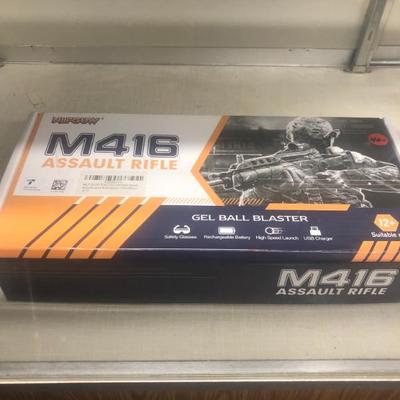 M416
ASSAULT RIFLE
GEL BALL BLASTER
Safety Glasses
Rechargeable Battery
High Speed Launch
USB Charger
12+
Suitable
M416
ASSAULT RIFLE